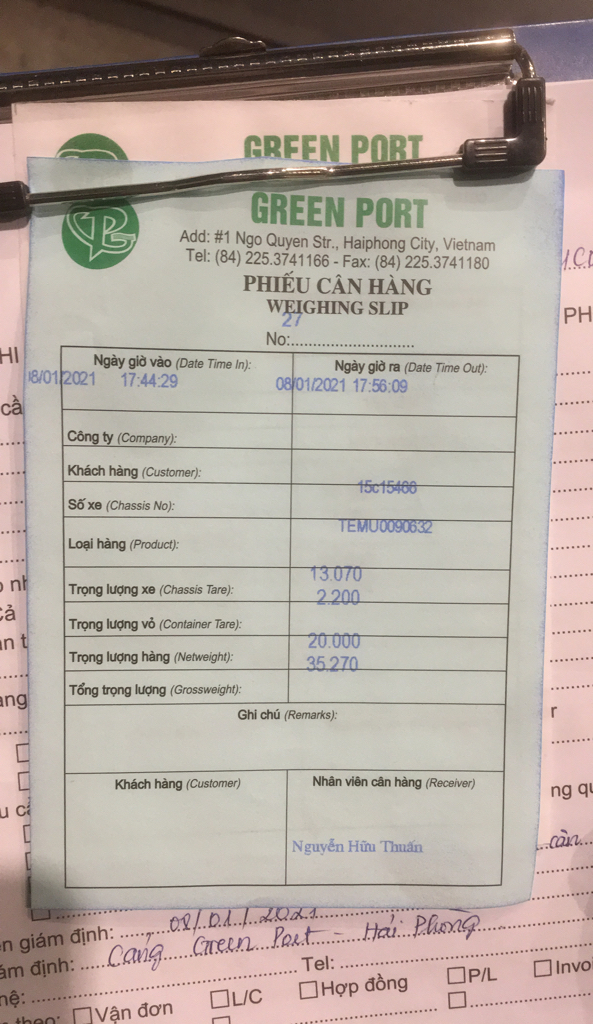 GREEN PORT
GREEN PORT
Add: #1 Ngo Quyen Str., Haiphong City, Vietnam
Tel: (84) 225.3741166 - Fax: (84) 225.3741180
PHIẾU CÂN HÀNG
WEIGHING SLIP
27
No:..............................
Ngày giờ vào (Date Time In): Ngày giờ ra (Date Time Out):
8/01/2021 17:44:29 08/01/2021 17:56:09
Công ty (Company):
Khách hàng (Customer):
15c15466
Số xe (Chassis No):
TEMU0090632
Loại hàng (Product):
13.070
Trọng lượng xe (Chassis Tare):
2.200
Trọng lượng vỏ (Container Tare):
20.000
Trọng lượng hàng (Netweight):
35.270
Tổng trọng lượng (Grossweight):
Ghi chú (Remarks):
Khách hàng (Customer) Nhân viên cân hàng (Receiver)
Nguyễn Hữu Thuấn
giám định: 08/01/2021
định: Cảng Green Port - Hải Phòng
Tel:
Vận đơn L/C Hợp đồng P/L Invo